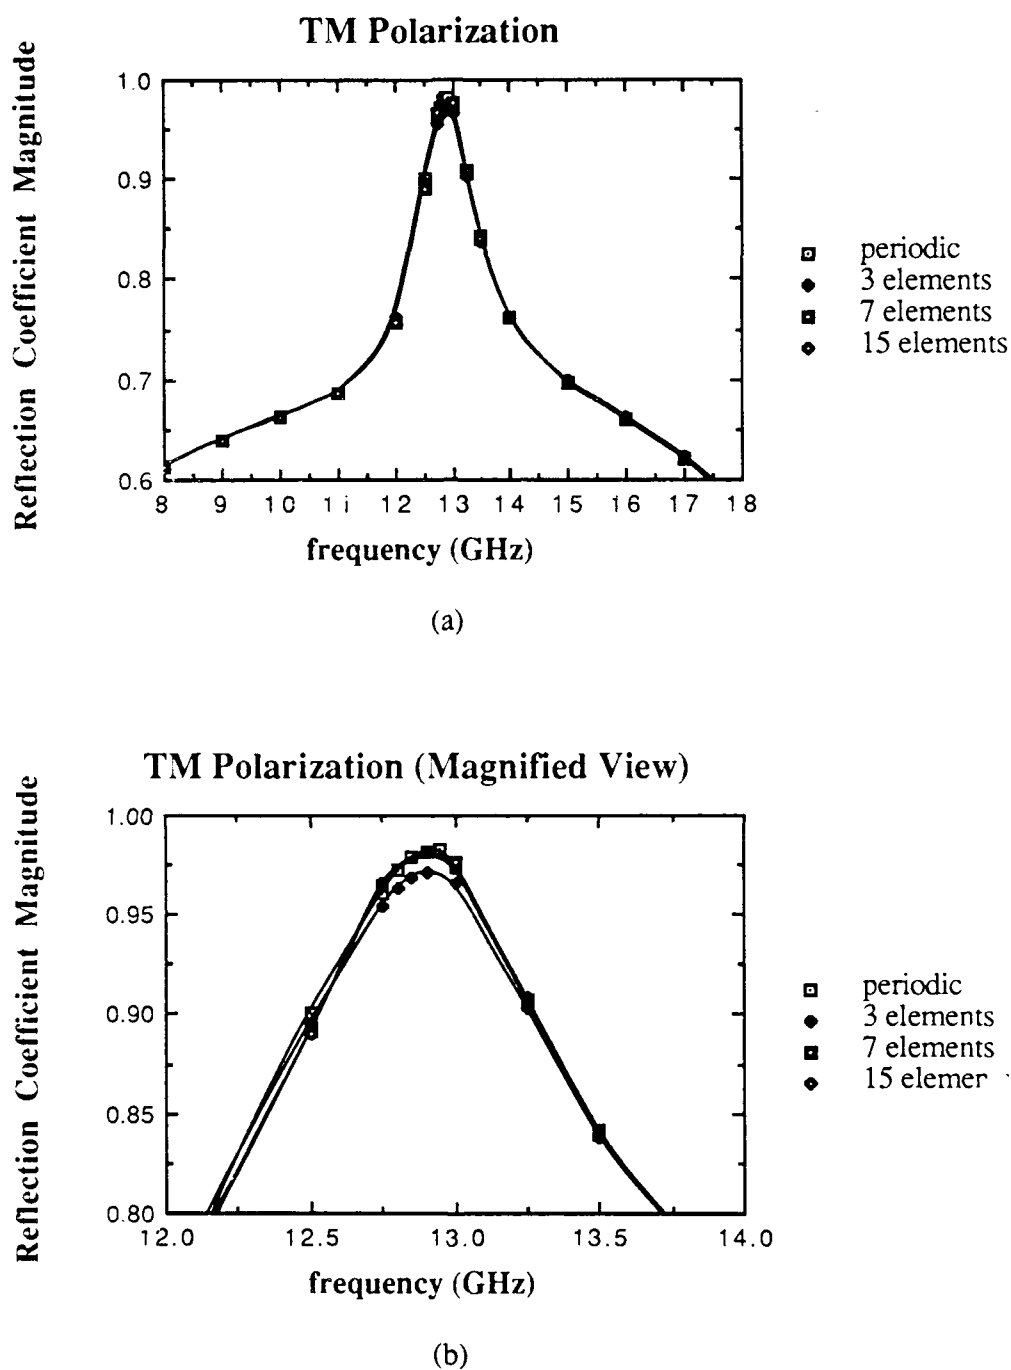 TM Polarization
Reflection Coefficient Magnitude
1.0
0.9
0.8
0.7
0.6
8 9 10 11 12 13 14 15 16 17 18
frequency (GHz)
periodic
3 elements
7 elements
15 elements
(a)
TM Polarization (Magnified View)
Reflection Coefficient Magnitude
1.00
0.95
0.90
0.85
0.80
12.0 12.5 13.0 13.5 14.0
frequency (GHz)
periodic
3 elements
7 elements
15 elemer
(b)